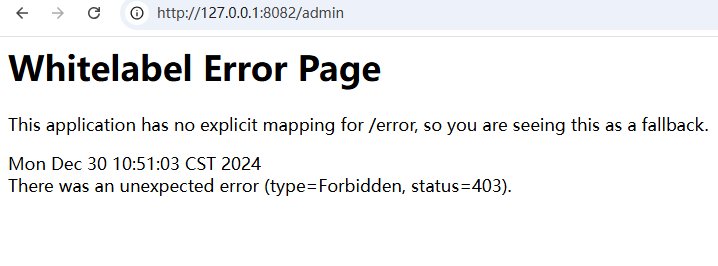 http://127.0.0.1:8082/admin
Whitelabel Error Page
This application has no explicit mapping for /error, so you are seeing this as a fallback.
Mon Dec 30 10:51:03 CST 2024
There was an unexpected error (type=Forbidden, status=403).